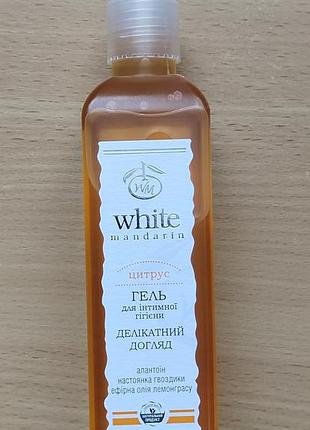 WM
white
mandarin
цитрус
ГЕЛЬ
для інтимної
гігієни
ДЕЛІКАТНИЙ
ДОГЛЯД
алантоїн
настоянка гвоздики
ефірна олія лемонграсу